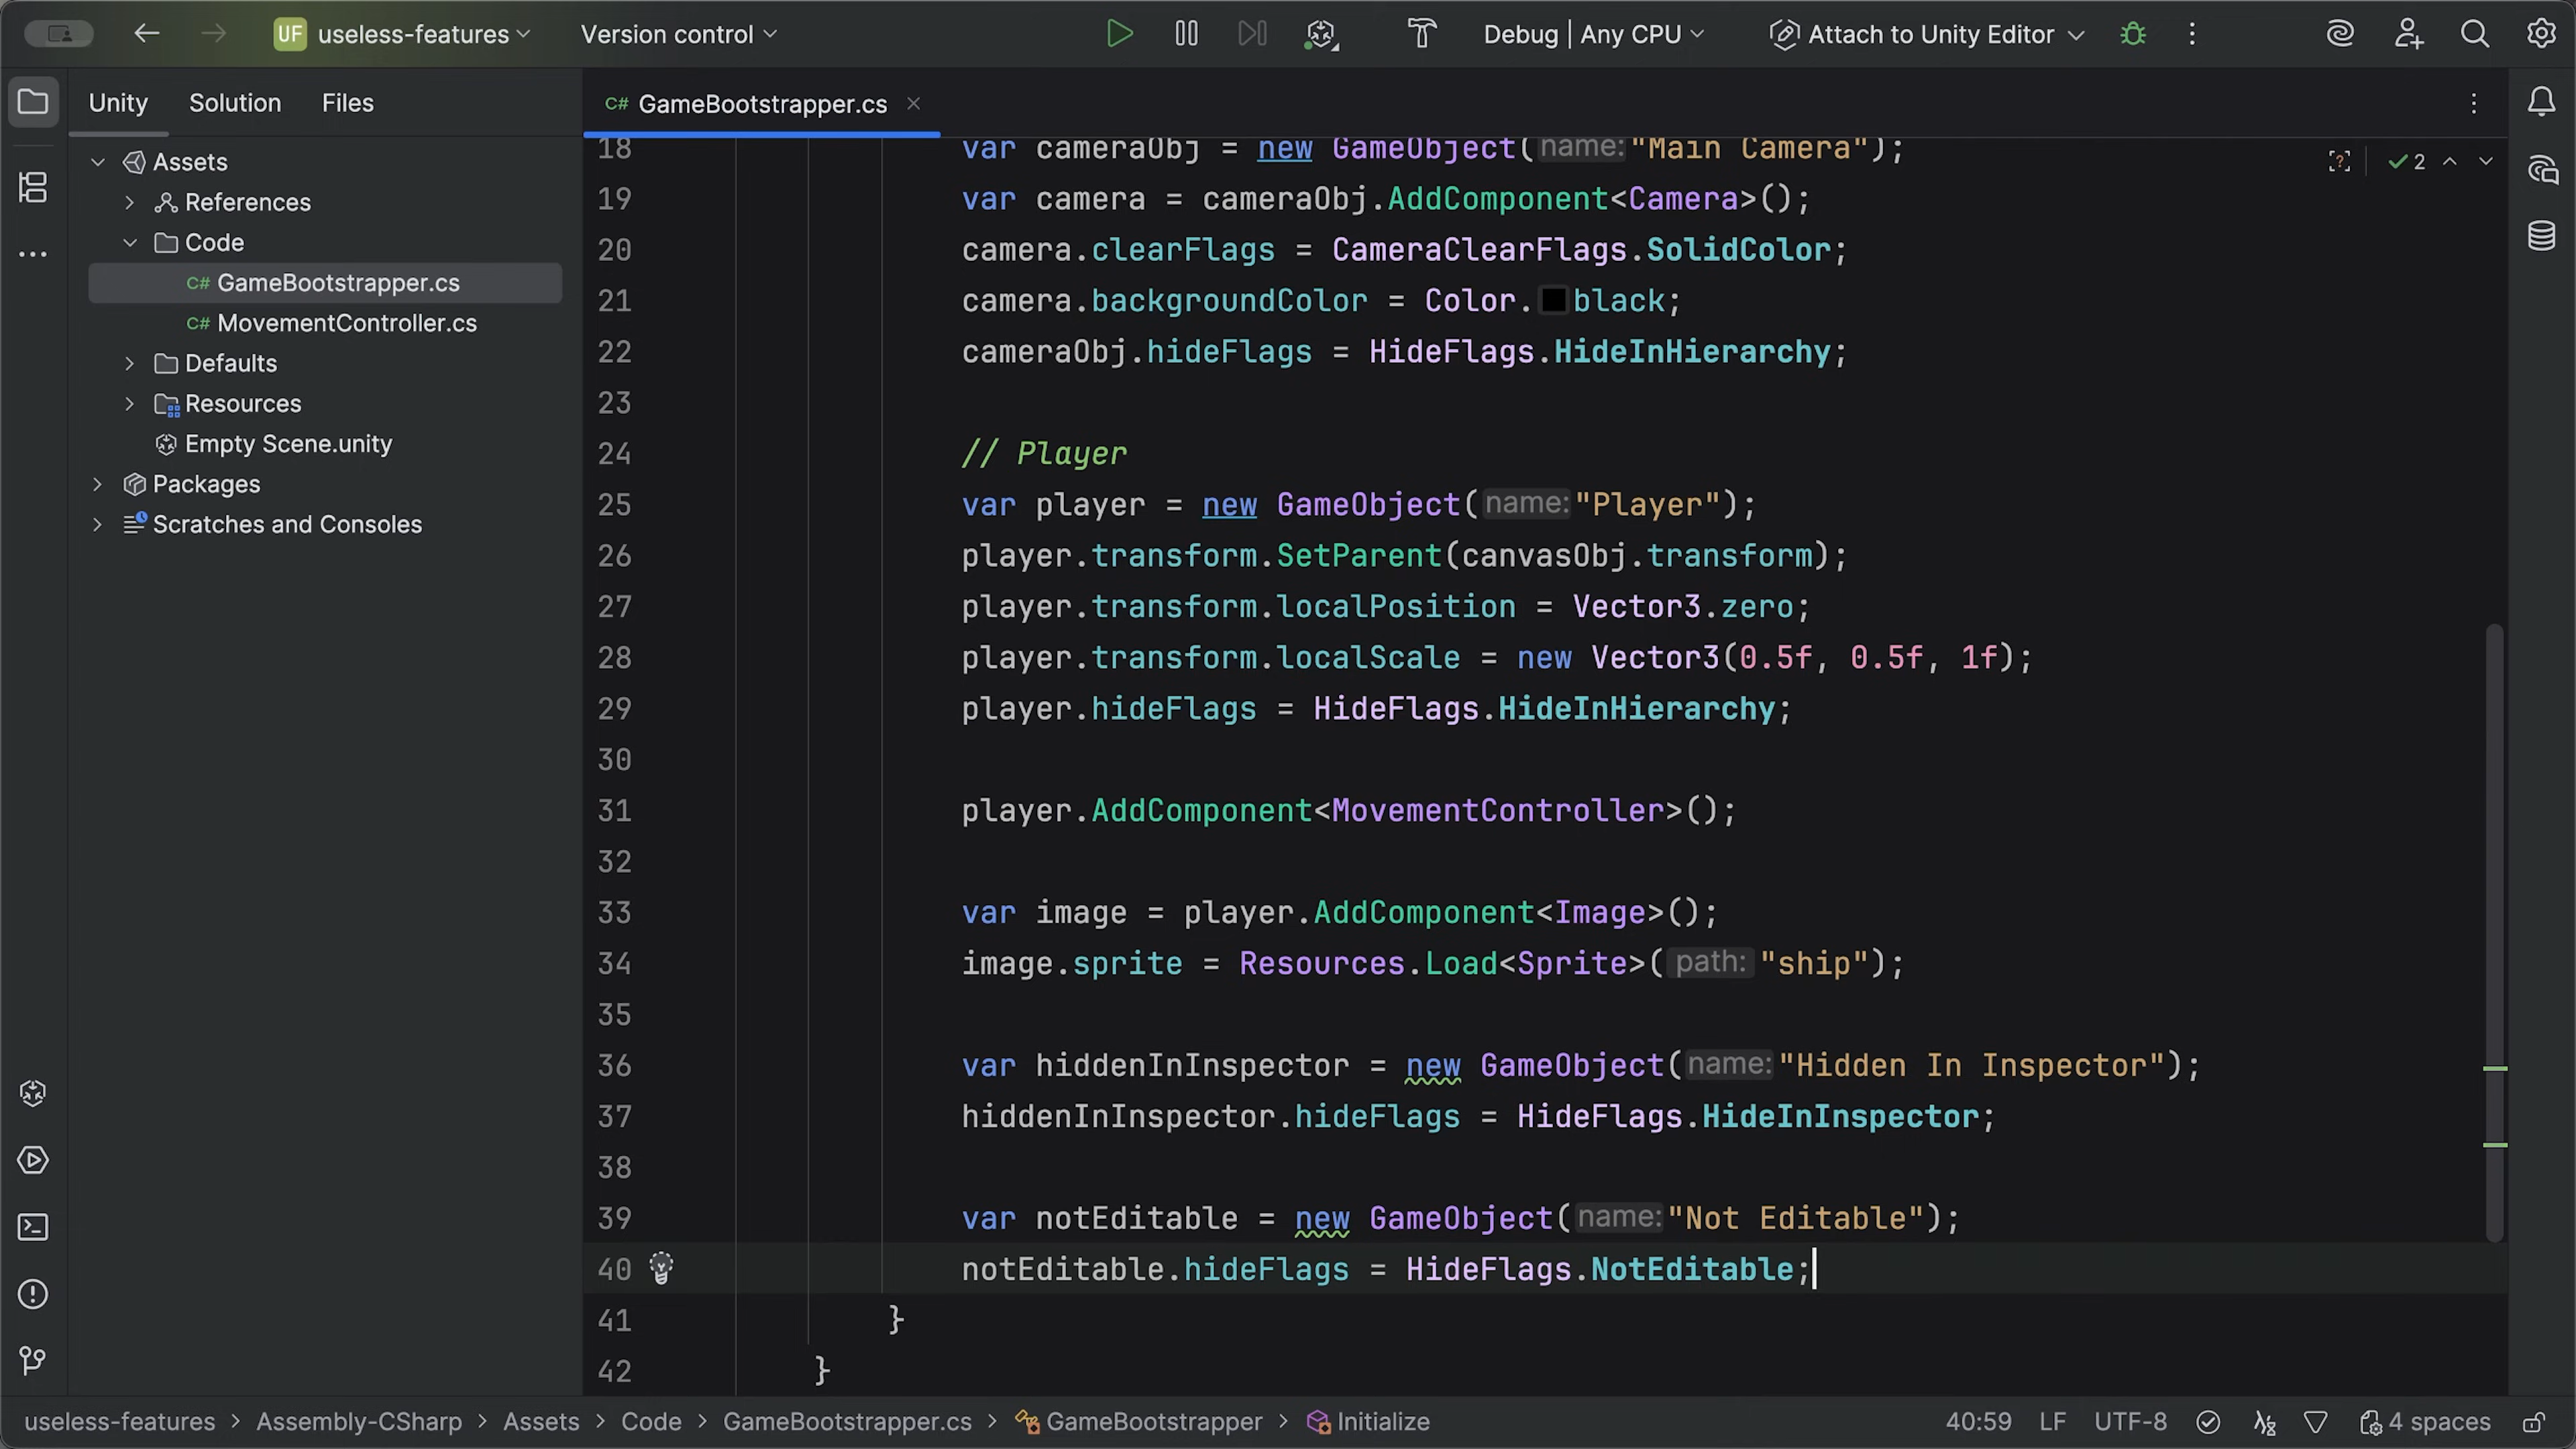 UF useless-features Version control Debug | Any CPU Attach to Unity Editor
Unity Solution Files
C# GameBootstrapper.cs
Assets
References
Code
C# GameBootstrapper.cs
C# MovementController.cs
Defaults
Resources
Empty Scene.unity
Packages
Scratches and Consoles
2
18 var cameraObj = new GameObject( name: "Main Camera");
19 var camera = cameraObj.AddComponent<Camera>();
20 camera.clearFlags = CameraClearFlags.SolidColor;
21 camera.backgroundColor = Color. black;
22 cameraObj.hideFlags = HideFlags.HideInHierarchy;
23
24 // Player
25 var player = new GameObject( name: "Player");
26 player.transform.SetParent(canvasObj.transform);
27 player.transform.localPosition = Vector3.zero;
28 player.transform.localScale = new Vector3(0.5f, 0.5f, 1f);
29 player.hideFlags = HideFlags.HideInHierarchy;
30
31 player.AddComponent<MovementController>();
32
33 var image = player.AddComponent<Image>();
34 image.sprite = Resources.Load<Sprite>( path: "ship");
35
36 var hiddenInInspector = new GameObject( name: "Hidden In Inspector");
37 hiddenInInspector.hideFlags = HideFlags.HideInInspector;
38
39 var notEditable = new GameObject( name: "Not Editable");
40 notEditable.hideFlags = HideFlags.NotEditable;
41 }
42 }
useless-features > Assembly-CSharp > Assets > Code > GameBootstrapper.cs > GameBootstrapper > Initialize 40:59 LF UTF-8 4 spaces